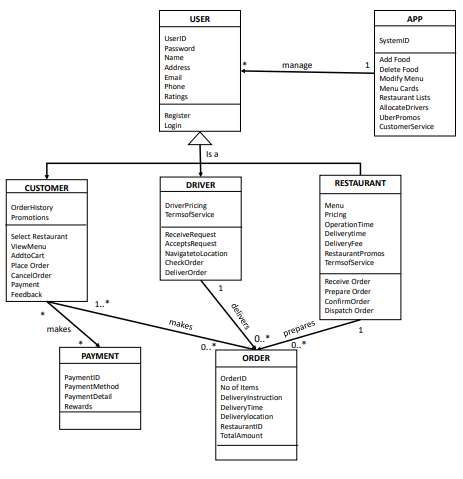 USER
UserID
Password
Name
Address
Email
Phone
Ratings
Register
Login
APP
SystemID
Add Food
Delete Food
Modify Menu
Menu Cards
Restaurant Lists
AllocateDrivers
UberPromos
CustomerService
* manage 1
Is a
CUSTOMER
OrderHistory
Promotions
Select Restaurant
ViewMenu
AddtoCart
Place Order
CancelOrder
Payment
Feedback
DRIVER
DriverPricing
TermsofService
ReceiveRequest
AcceptsRequest
NavigatetoLocation
CheckOrder
DeliverOrder
RESTAURANT
Menu
Pricing
OperationTime
Deliverytime
DeliveryFee
RestaurantPromos
TermsofService
Receive Order
Prepare Order
ConfirmOrder
Dispatch Order
*
makes
*
1..*
makes
0..*
1
delivers
0..*
1
prepares
0..*
PAYMENT
PaymentID
PaymentMethod
PaymentDetail
Rewards
ORDER
OrderID
No of Items
DeliveryInstruction
DeliveryTime
Deliverylocation
RestaurantID
TotalAmount